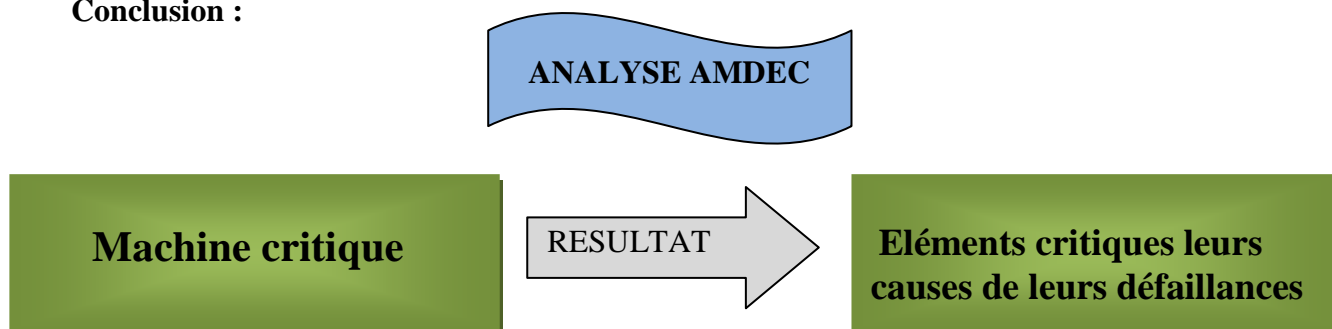 Conclusion :
ANALYSE AMDEC
Machine critique
RESULTAT
Eléments critiques leurs
causes de leurs défaillances